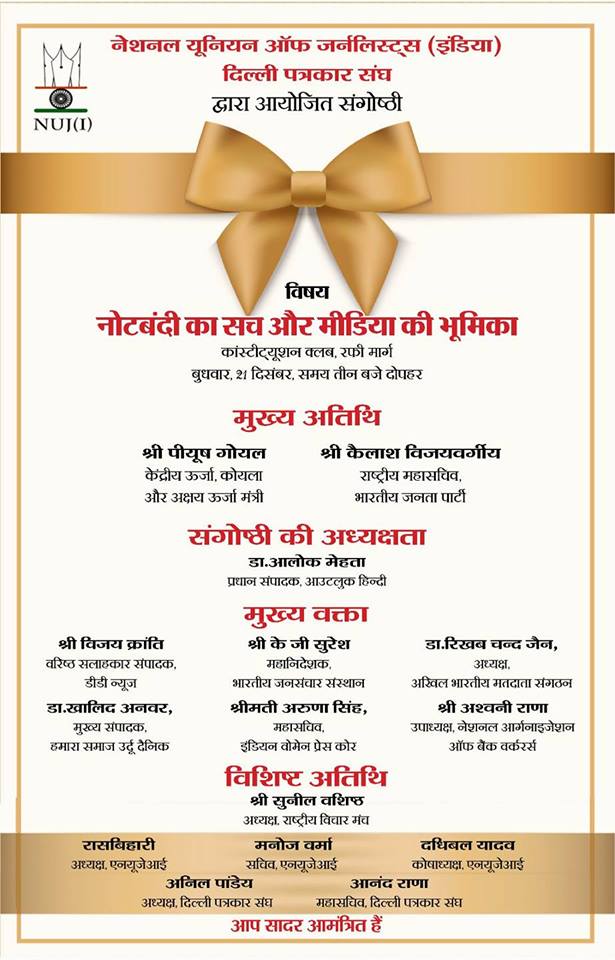 नेशनल यूनियन ऑफ जर्नलिस्ट्स (इंडिया)
दिल्ली पत्रकार संघ
द्वारा आयोजित संगोष्ठी
NUJ(I)
विषय
नोटबंदी का सच और मीडिया की भूमिका
कांस्टीट्यूशन क्लब, रफी मार्ग
बुधवार, 21 दिसंबर, समय तीन बजे दोपहर
मुख्य अतिथि
श्री पीयूष गोयल
केंद्रीय ऊर्जा, कोयला
और अक्षय ऊर्जा मंत्री
श्री कैलाश विजयवर्गीय
राष्ट्रीय महासचिव,
भारतीय जनता पार्टी
संगोष्ठी की अध्यक्षता
डा.आलोक मेहता
प्रधान संपादक, आउटलुक हिन्दी
मुख्य वक्ता
श्री विजय क्रांति
वरिष्ठ सलाहकार संपादक,
डीडी न्यूज
श्री के जी सुरेश
महानिदेशक,
भारतीय जनसंचार संस्थान
डा.रिखब चन्द जैन,
अध्यक्ष,
अखिल भारतीय मतदाता संगठन
डा.खालिद अनवर,
मुख्य संपादक,
हमारा समाज उर्दू दैनिक
श्रीमती अरुणा सिंह,
महासचिव,
इंडियन वोमेन प्रेस कोर
श्री अश्वनी राणा
उपाध्यक्ष, नेशनल आर्गनाइजेशन
ऑफ बैंक वर्करर्स
विशिष्ट अतिथि
श्री सुनील वशिष्ठ
अध्यक्ष, राष्ट्रीय विचार मंच
रासबिहारी
अध्यक्ष, एनयूजेआई
मनोज वर्मा
सचिव, एनयूजेआई
दधिबल यादव
कोषाध्यक्ष, एनयूजेआई
अनिल पांडेय
अध्यक्ष, दिल्ली पत्रकार संघ
आनंद राणा
महासचिव, दिल्ली पत्रकार संघ
आप सादर आमंत्रित हैं